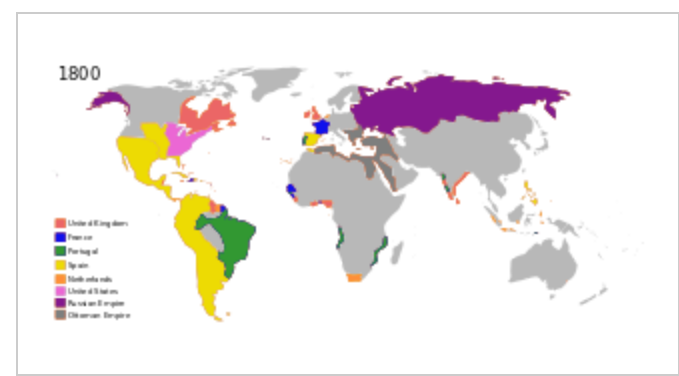 1800
United Kingdom
France
Portugal
Spain
Netherlands
United States
Russian Empire
Ottoman Empire